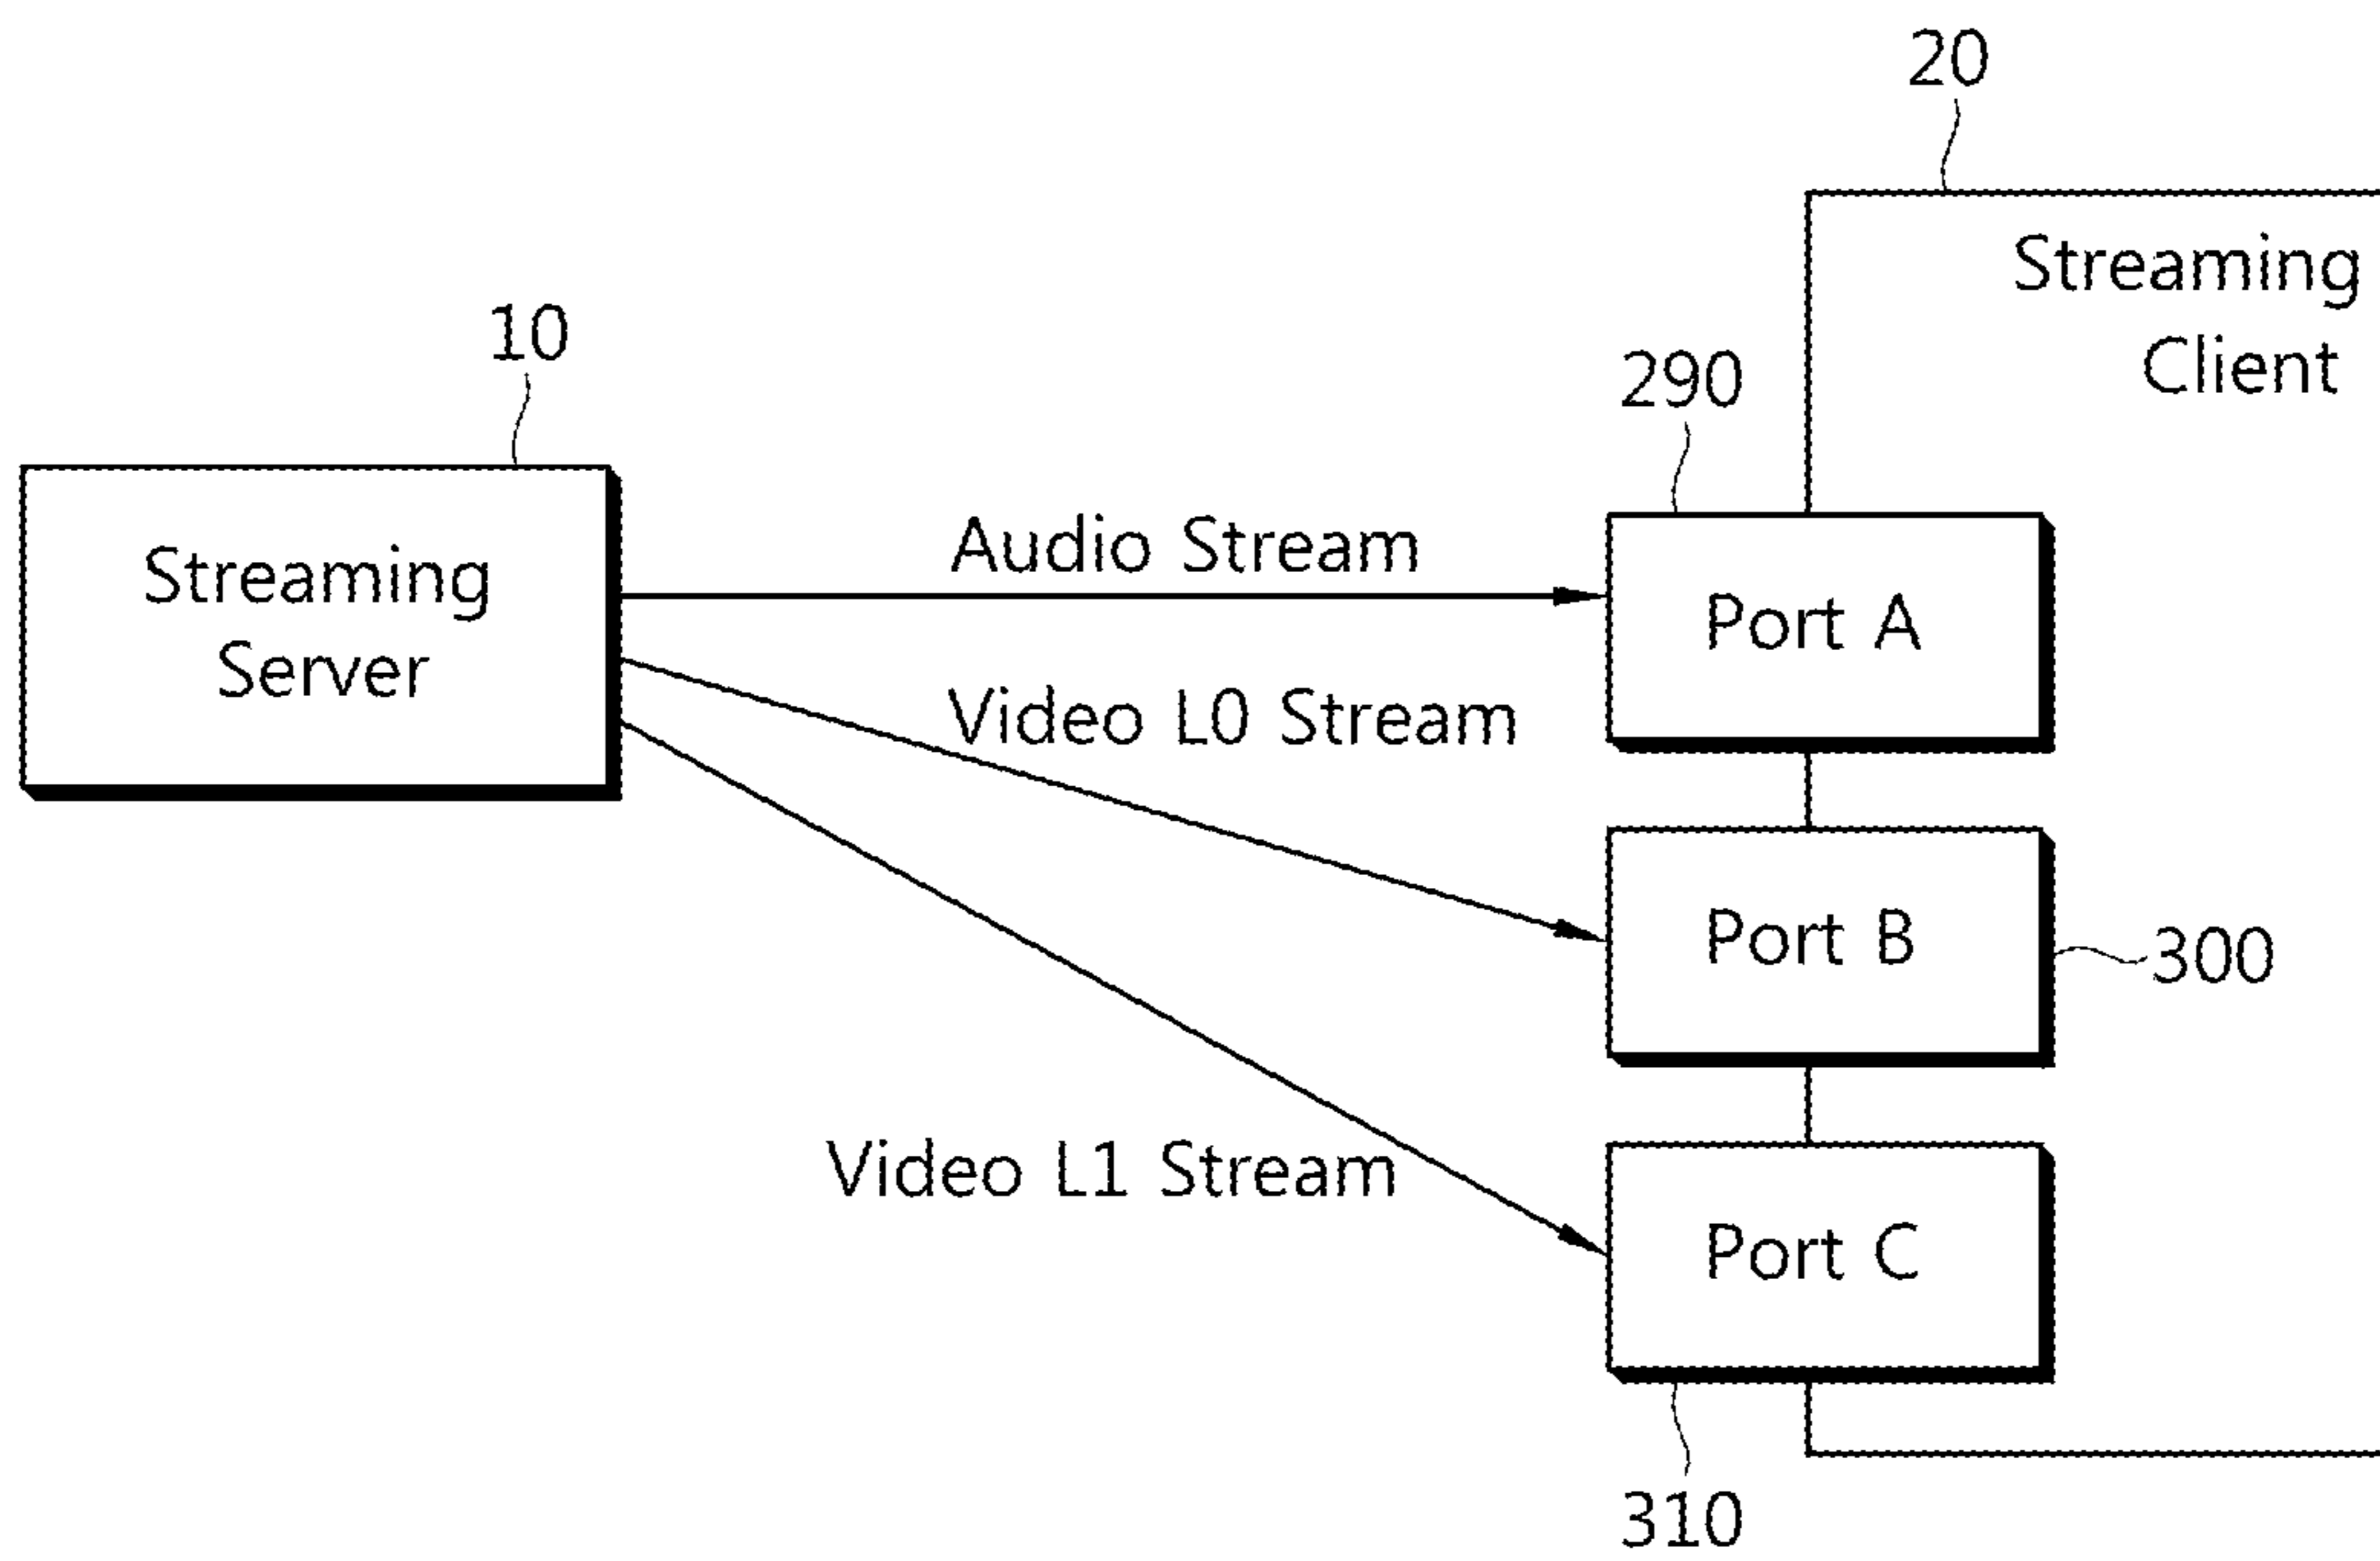 20
Streaming
Client
10
290
Streaming
Server
Audio Stream
Port A
Video L0 Stream
Port B
300
Video L1 Stream
Port C
310